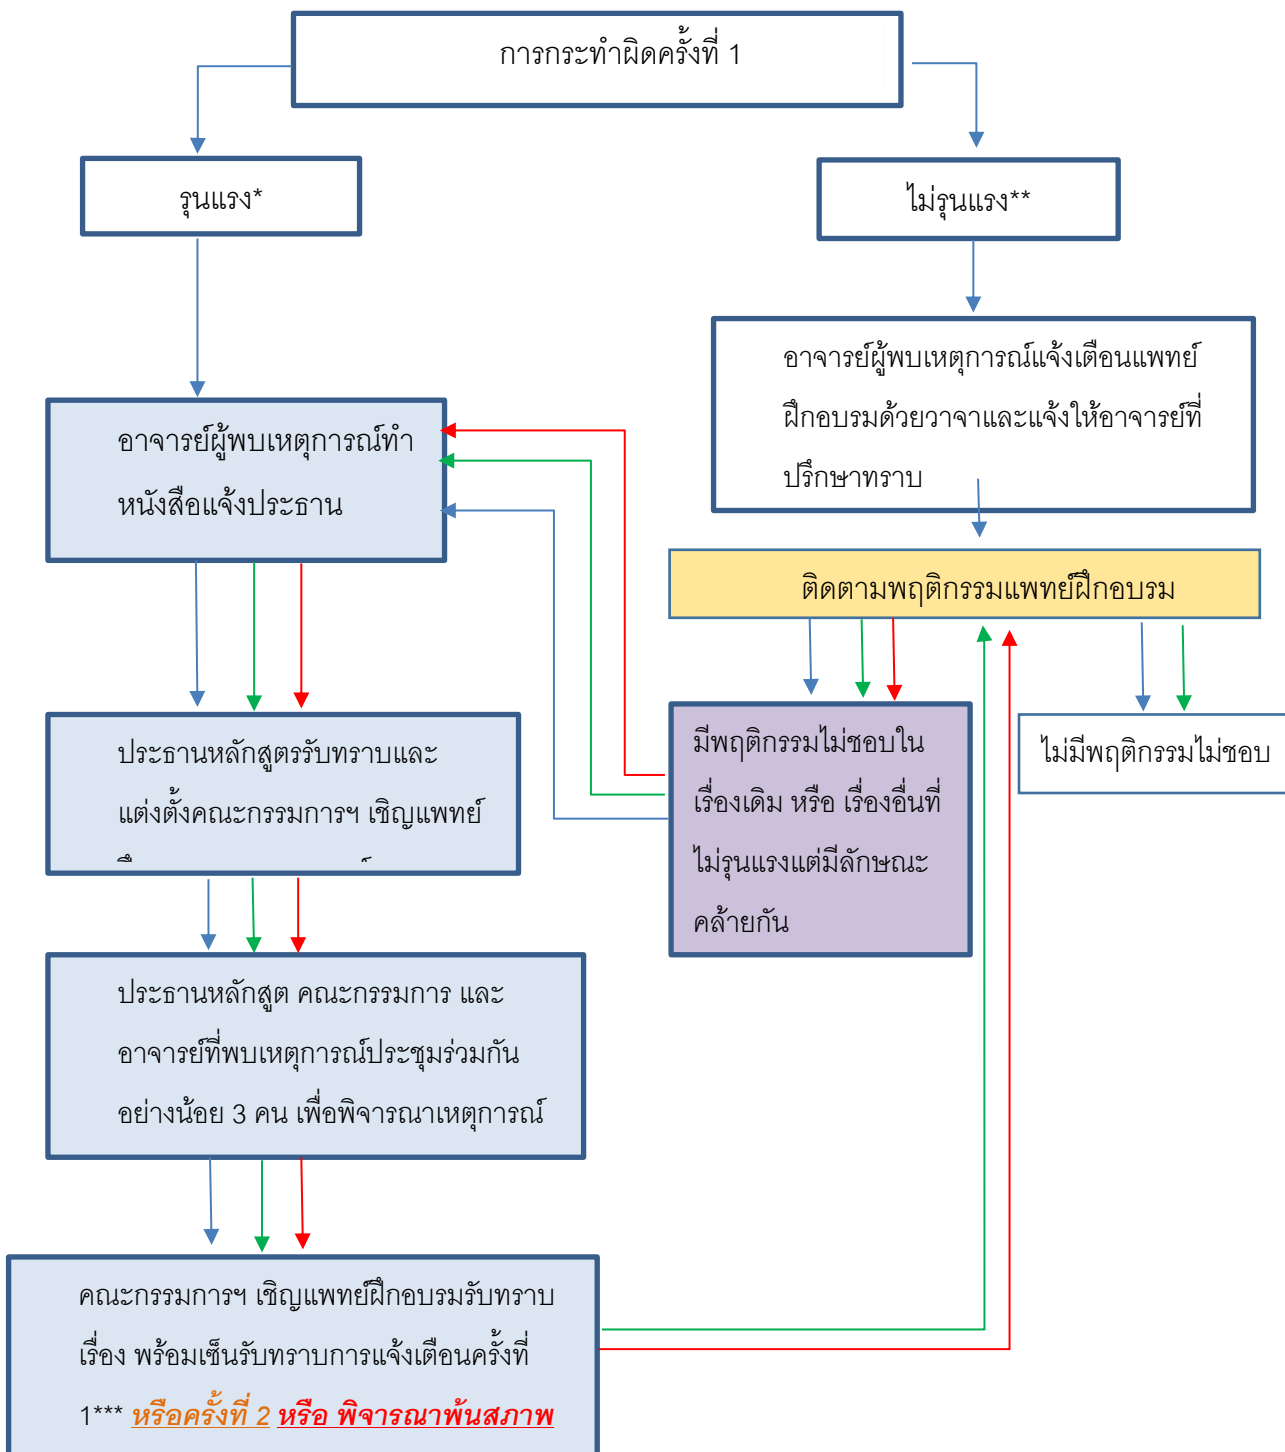 การกระทำผิดครั้งที่ 1
รุนแรง*
ไม่รุนแรง**
อาจารย์ผู้พบเหตุการณ์แจ้งเตือนแพทย์
ฝึกอบรมด้วยวาจาและแจ้งให้อาจารย์ที่
ปรึกษาทราบ
อาจารย์ผู้พบเหตุการณ์ทำ
หนังสือแจ้งประธาน
ติดตามพฤติกรรมแพทย์ฝึกอบรม
ประธานหลักสูตรรับทราบและ
แต่งตั้งคณะกรรมการฯ เชิญแพทย์
มีพฤติกรรมไม่ชอบใน
เรื่องเดิม หรือ เรื่องอื่นที่
ไม่รุนแรงแต่มีลักษณะ
คล้ายกัน
ไม่มีพฤติกรรมไม่ชอบ
ประธานหลักสูต คณะกรรมการ และ
อาจารย์ที่พบเหตุการณ์ประชุมร่วมกัน
อย่างน้อย 3 คน เพื่อพิจารณาเหตุการณ์
คณะกรรมการฯ เชิญแพทย์ฝึกอบรมรับทราบ
เรื่อง พร้อมเซ็นรับทราบการแจ้งเตือนครั้งที่
1*** หรือครั้งที่ 2 หรือ พิจารณาพ้นสภาพ